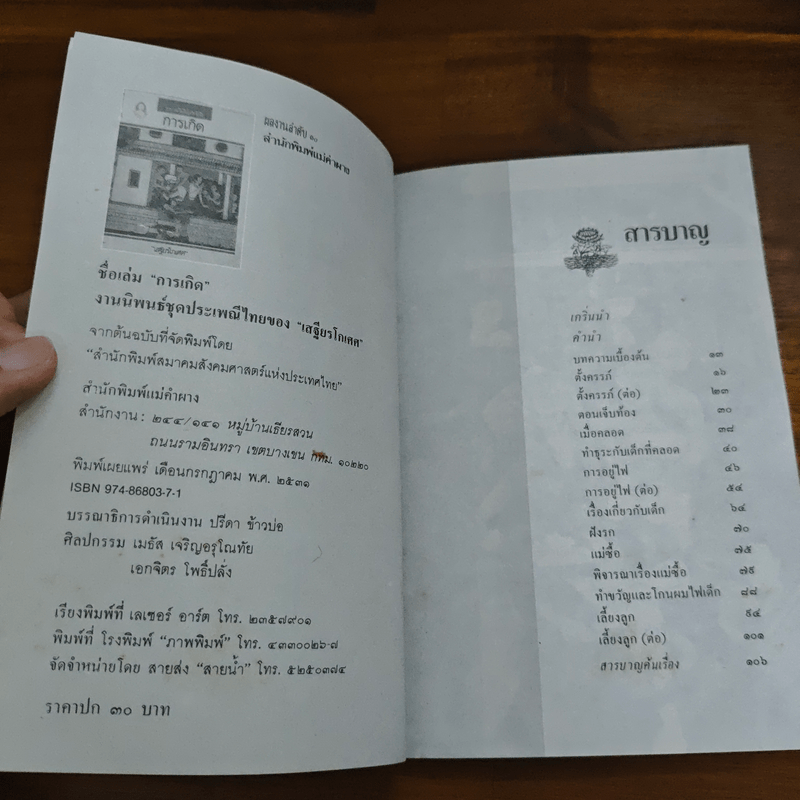 การเกิด
"เสฐียรโกเศศ"
ผลงานลำดับ ๑๐
สำนักพิมพ์แม่คำผาง
ชื่อเล่ม "การเกิด"
งานนิพนธ์ชุดประเพณีไทยของ "เสฐียรโกเศศ"
จากต้นฉบับที่จัดพิมพ์โดย
"สำนักพิมพ์สมาคมสังคมศาสตร์แห่งประเทศไทย"
สำนักพิมพ์แม่คำผาง
สำนักงาน : ๒๔๔/๑๔๑ หมู่บ้านเธียรสวน
ถนนรามอินทรา เขตบางเขน กทม. ๑๐๒๒๐
พิมพ์เผยแพร่ เดือนกรกฎาคม พ.ศ. ๒๕๓๑
ISBN 974-86803-7-1
บรรณาธิการดำเนินงาน ปรีดา ข้าวบ่อ
ศิลปกรรม เมธัส เจริญอรุโณทัย
เอกจิตร โพธิ์ปลั่ง
เรียงพิมพ์ที่ เลเซอร์ อาร์ต โทร. ๒๓๕๗๙๐๑
พิมพ์ที่ โรงพิมพ์ "ภาพพิมพ์" โทร. ๔๓๓๐๐๒๖-๗
จัดจำหน่ายโดย สายส่ง "สายน้ำ" โทร. ๕๒๕๐๓๗๔
ราคาปก ๓๐ บาท
สารบาญ
เกริ่นนำ
คำนำ
บทความเบื้องต้น ๑๓
ตั้งครรภ์ ๑๖
ตั้งครรภ์ (ต่อ) ๒๓
ตอนเจ็บท้อง ๓๐
เมื่อคลอด ๓๘
ทำธุระกับเด็กที่คลอด ๔๐
การอยู่ไฟ ๔๖
การอยู่ไฟ (ต่อ) ๕๔
เรื่องเกี่ยวกับเด็ก ๖๔
ฝังรก ๗๐
แม่ซื้อ ๗๕
พิจารณาเรื่องแม่ซื้อ ๗๙
ทำขวัญและโกนผมไฟเด็ก ๘๘
เลี้ยงลูก ๙๔
เลี้ยงลูก (ต่อ) ๑๐๑
สารบาญค้นเรื่อง ๑๐๖